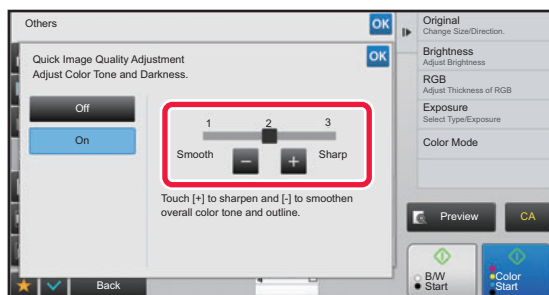 Others
OK
Quick Image Quality Adjustment
Adjust Color Tone and Darkness.
OK
Off
On
1 2 3
Smooth - + Sharp
Touch [+] to sharpen and [-] to smoothen
overall color tone and outline.
Back
Original
Change Size/Direction.
Brightness
Adjust Brightness
RGB
Adjust Thickness of RGB
Exposure
Select Type/Exposure
Color Mode
Preview
CA
B/W
Start
Color
Start